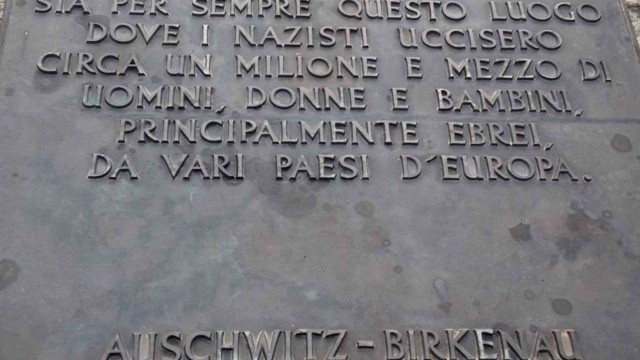 SIA PER SEMPRE QUESTO LUOGO
DOVE I NAZISTI UCCISERO
CIRCA UN MILIONE E MEZZO DI
UOMINI, DONNE E BAMBINI,
PRINCIPALMENTE EBREI,
DA VARI PAESI D'EUROPA.
AUSCHWITZ-BIRKENAU